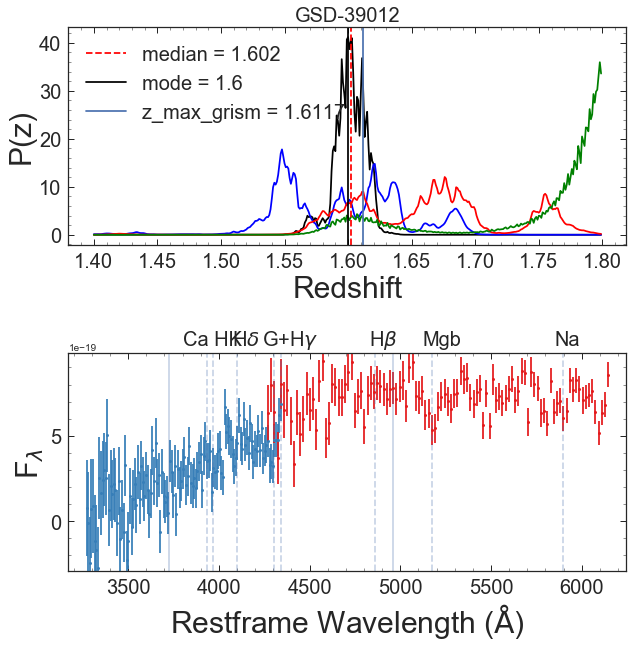 GSD-39012
median = 1.602
mode = 1.6
z_max_grism = 1.6117
P(z)
40
30
20
10
0
1.40 1.45 1.50 1.55 1.60 1.65 1.70 1.75 1.80
Redshift
1e−19
Ca HK Hδ G+Hγ Hβ Mgb Na
F_λ
5
0
3500 4000 4500 5000 5500 6000
Restframe Wavelength (Å)